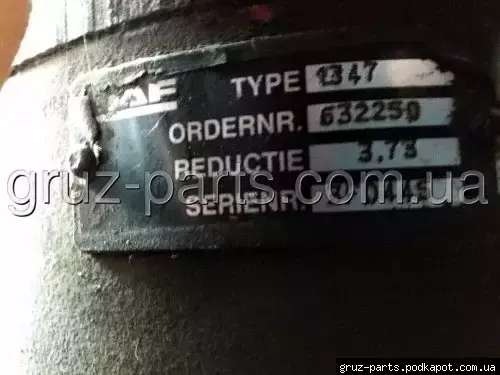 DAF TYPE 1347
ORDERNR. 632250
REDUCTIE 3,73
gruz-parts.com.ua
SERIENR.
gruz-parts.podkapot.com.ua